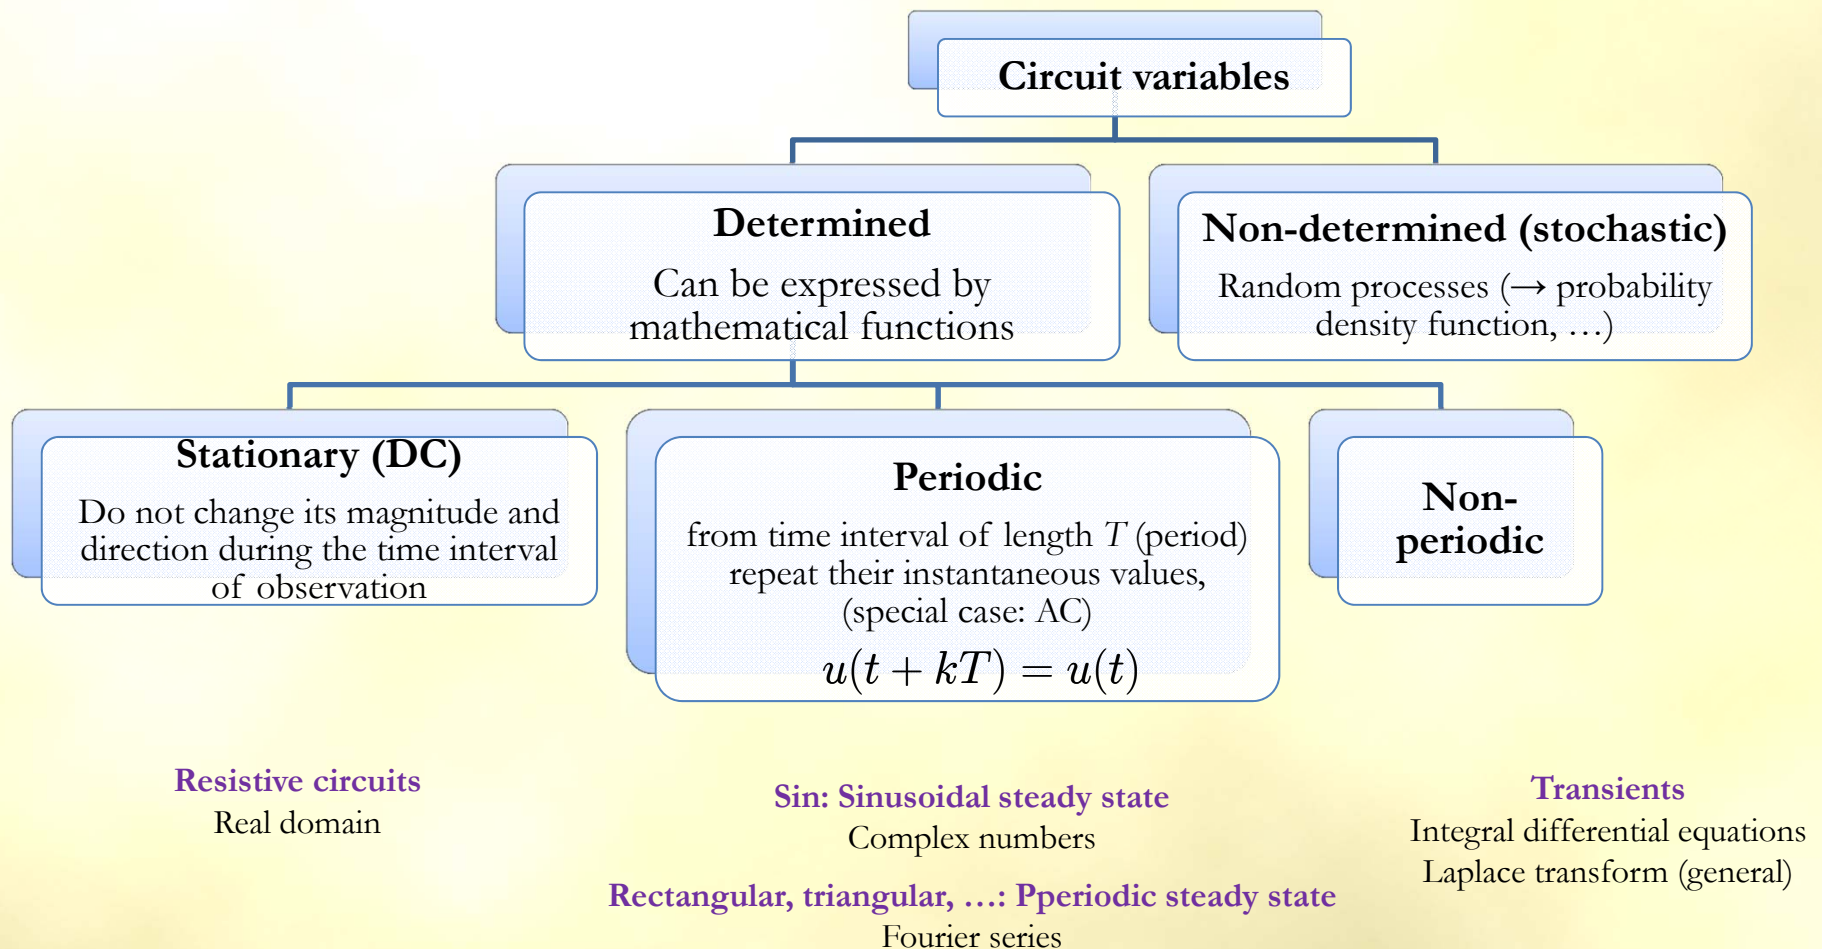 Circuit variables
Determined
Can be expressed by
mathematical functions
Non-determined (stochastic)
Random processes (→ probability
density function, …)
Stationary (DC)
Do not change its magnitude and
direction during the time interval
of observation
Periodic
from time interval of length T (period)
repeat their instantaneous values,
(special case: AC)
u(t + kT) = u(t)
Non-
periodic
Resistive circuits
Real domain
Sin: Sinusoidal steady state
Complex numbers
Rectangular, triangular, …: Pperiodic steady state
Fourier series
Transients
Integral differential equations
Laplace transform (general)